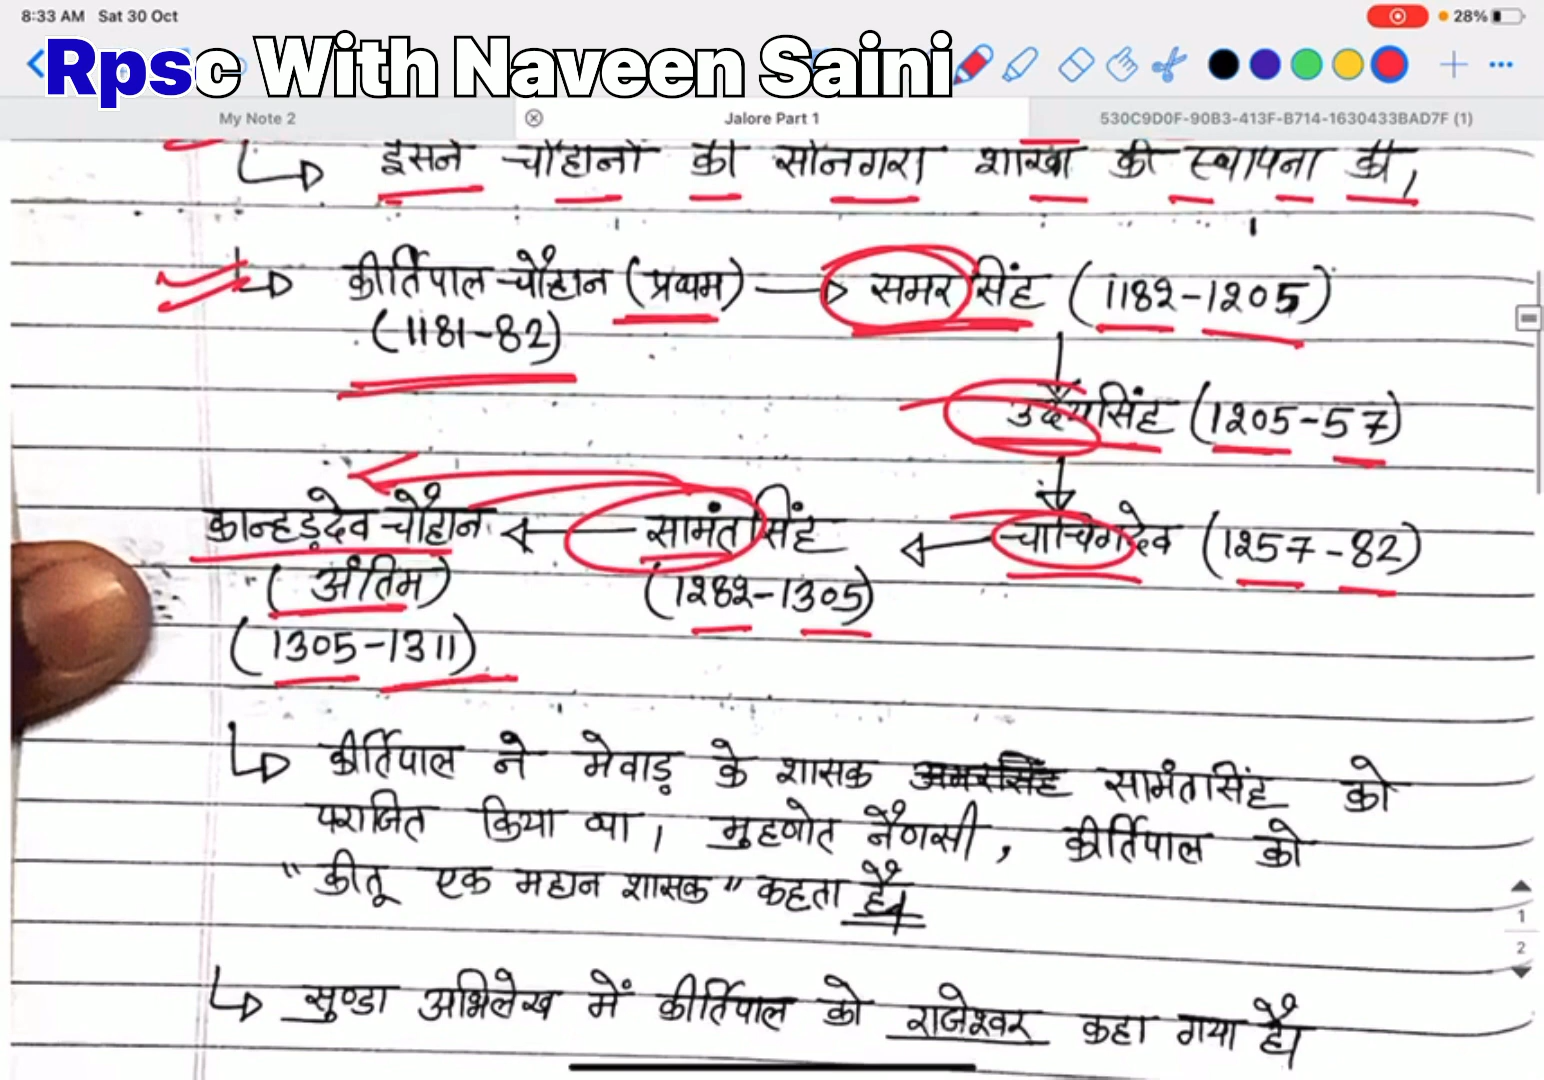 8:33 AM Sat 30 Oct
28%
Rpsc With Naveen Saini
My Note 2
Jalore Part 1
530C9D0F-90B3-413F-B714-1630433BAD7F (1)
इसने चौहानों की सोनगरा शाखा की स्थापना की,
कीर्तिपाल चौहान (प्रथम) → समरसिंह (1182-1205)
(1181-82)
उदयसिंह (1205-57)
कान्हड़देव चौहान ← सामंतसिंह ← चाचिगदेव (1257-82)
(अंतिम) (1282-1305)
(1305-1311)
कीर्तिपाल ने मेवाड़ के शासक अमरसिंह सामंतसिंह को
पराजित किया था, मुहणोत नैणसी, कीर्तिपाल को
"कीतू एक महान शासक" कहता है।
सुण्डा अभिलेख में कीर्तिपाल को राजेश्वर कहा गया है।
1
2